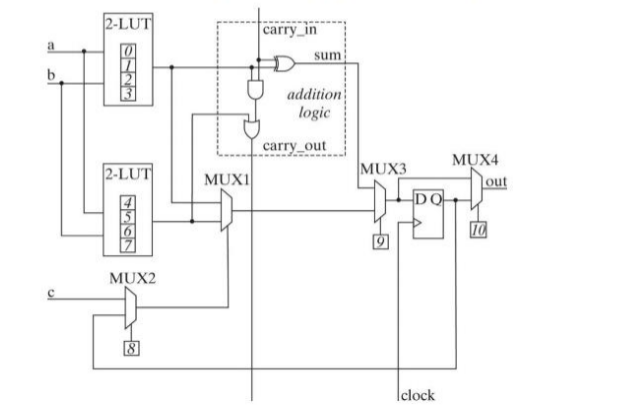 2-LUT
carry_in
a
0
1
2
3
sum
b
addition
logic
carry_out
2-LUT
MUX1
MUX3
MUX4
4
5
6
7
out
D Q
9
10
MUX2
c
8
clock